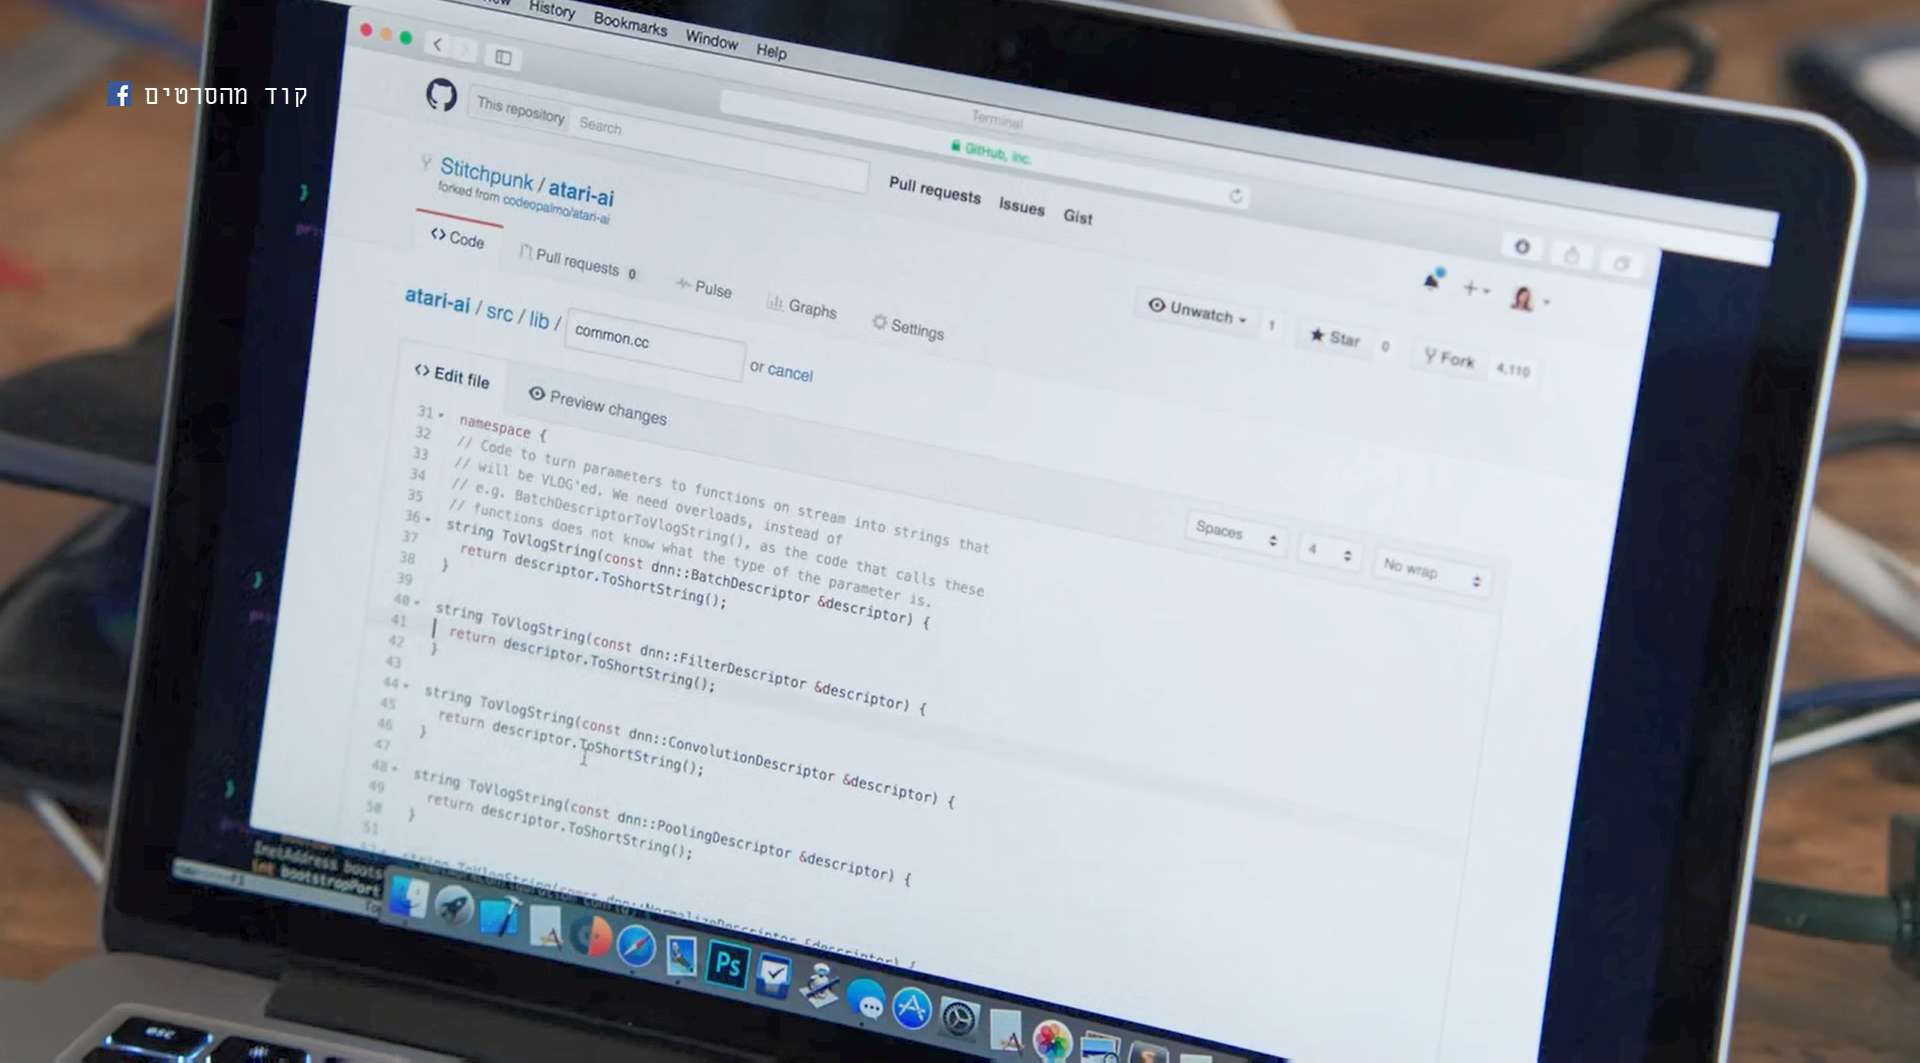 History Bookmarks Window Help
קוד מהסרטים
This repository Search
Terminal
GitHub, Inc.
Pull requests Issues Gist
Stitchpunk / atari-ai
forked from codeopalmo/atari-ai
Code Pull requests 0 Pulse Graphs Settings
Unwatch 1 Star 0 Fork 4,110
atari-ai / src / lib / common.cc or cancel
Edit file Preview changes
Spaces 4 No wrap
31 namespace {
32 // Code to turn parameters to functions on stream into strings that
33 // will be VLOG'ed. We need overloads, instead of
34 // e.g. BatchDescriptorToVlogString(), as the code that calls these
35 // functions does not know what the type of the parameter is.
36 string ToVlogString(const dnn::BatchDescriptor &descriptor) {
37 return descriptor.ToShortString();
38 }
39
40 string ToVlogString(const dnn::FilterDescriptor &descriptor) {
41 return descriptor.ToShortString();
42 }
43
44 string ToVlogString(const dnn::ConvolutionDescriptor &descriptor) {
45 return descriptor.ToShortString();
46 }
47
48 string ToVlogString(const dnn::PoolingDescriptor &descriptor) {
49 return descriptor.ToShortString();
50 }
51
string ToVlogString(const dnn::NormalizeDescriptor &descriptor) {
InetAddress boots
int bootstrapPort
Ps
esc